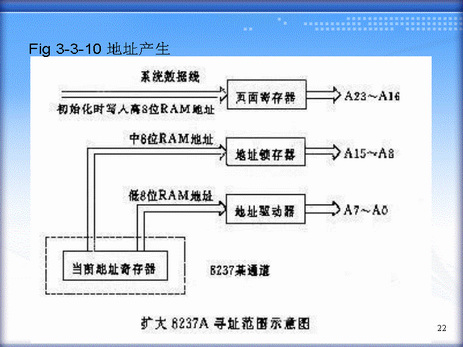 Fig 3-3-10 地址产生
系统数据线
页面寄存器
A23～A16
初始化时写入高8位RAM地址
中8位RAM地址
地址锁存器
A15～A8
低8位RAM地址
地址驱动器
A7～A0
当前地址寄存器
8237某通道
扩大8237A寻址范围示意图
22